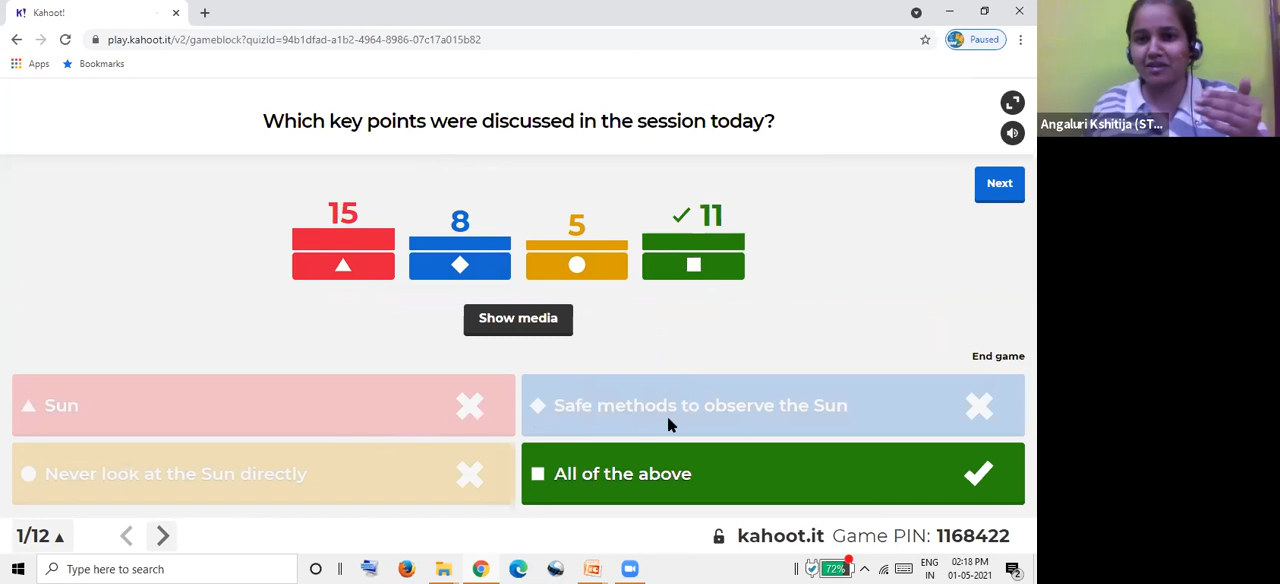 K! Kahoot!
play.kahoot.it/v2/gameblock?quizId=94b1dfad-a1b2-4964-8986-07c17a015b82
Paused
Apps
Bookmarks
Which key points were discussed in the session today?
Angaluri Kshitija (ST...
Next
15
8
5
11
Show media
End game
Sun
Safe methods to observe the Sun
Never look at the Sun directly
All of the above
1/12
kahoot.it Game PIN: 1168422
Type here to search
72%
ENG
IN
02:18 PM
01-05-2021
2